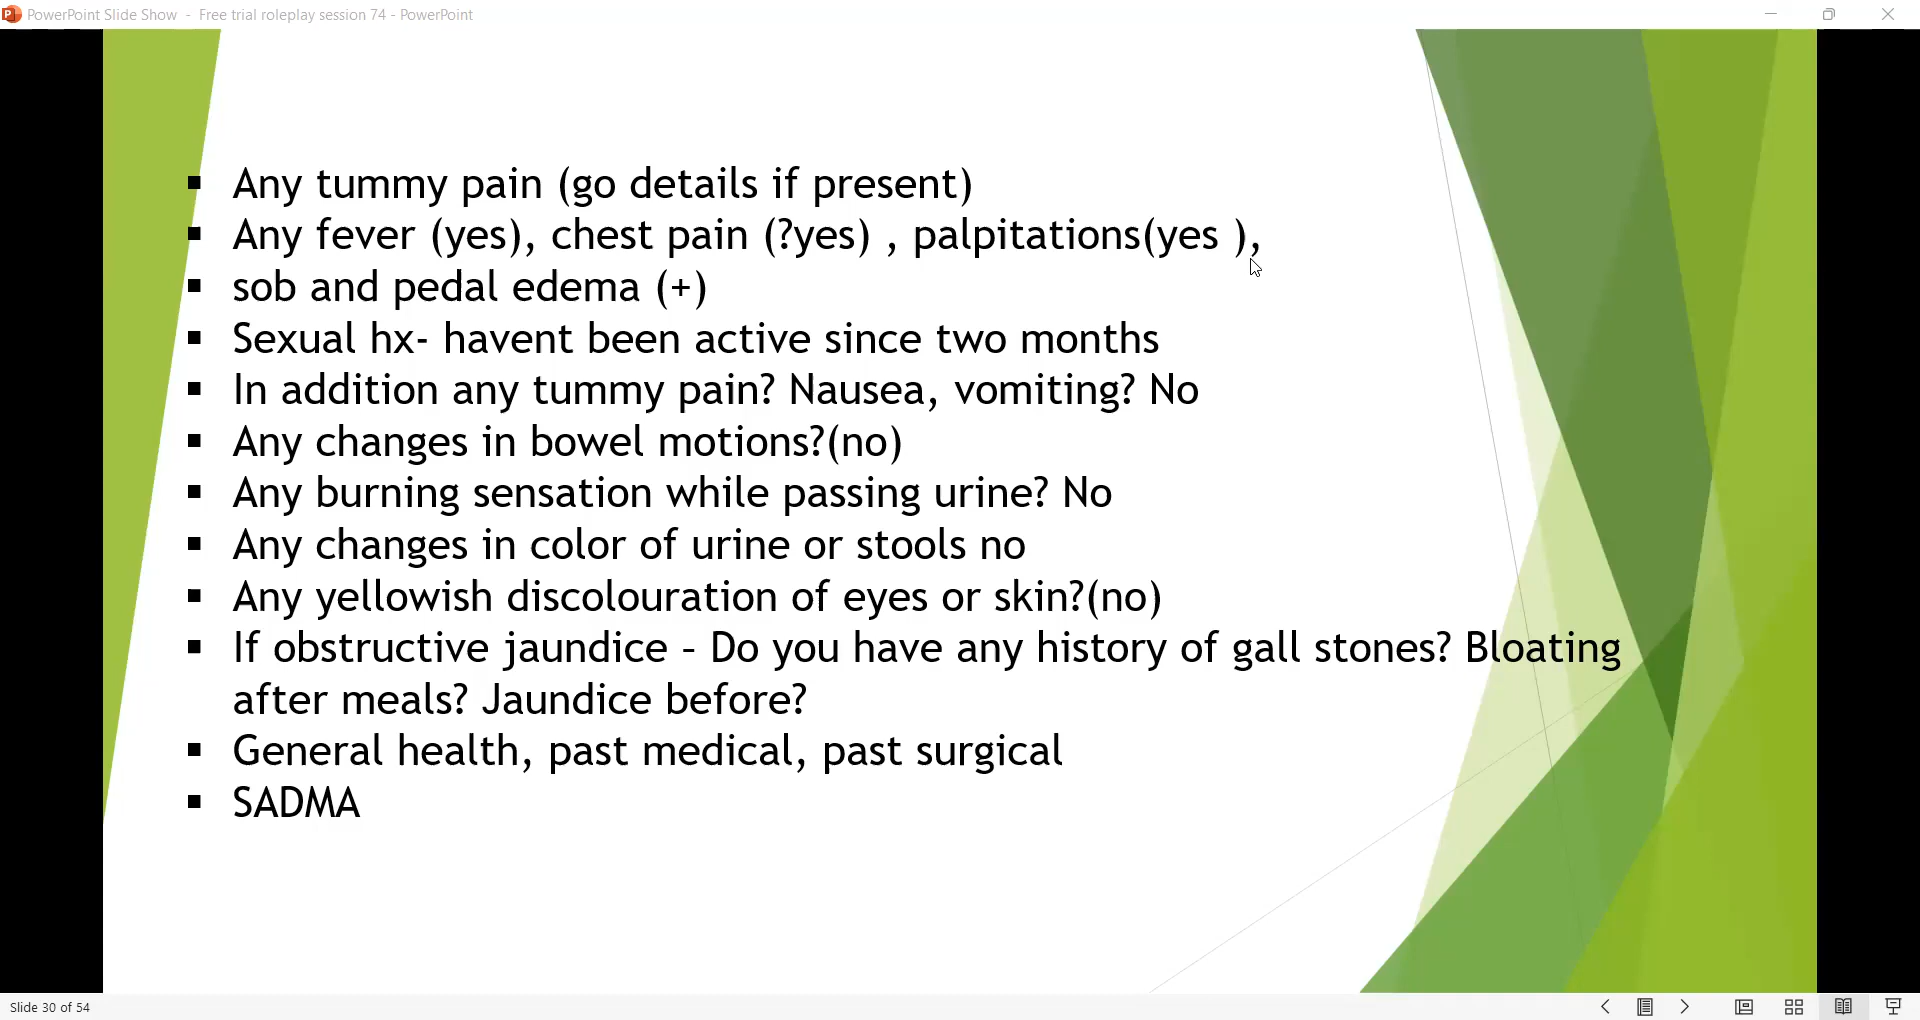 PowerPoint Slide Show - Free trial roleplay session 74 - PowerPoint
Any tummy pain (go details if present)
Any fever (yes), chest pain (?yes) , palpitations(yes ),
sob and pedal edema (+)
Sexual hx- havent been active since two months
In addition any tummy pain? Nausea, vomiting? No
Any changes in bowel motions?(no)
Any burning sensation while passing urine? No
Any changes in color of urine or stools no
Any yellowish discolouration of eyes or skin?(no)
If obstructive jaundice – Do you have any history of gall stones? Bloating
after meals? Jaundice before?
General health, past medical, past surgical
SADMA
Slide 30 of 54